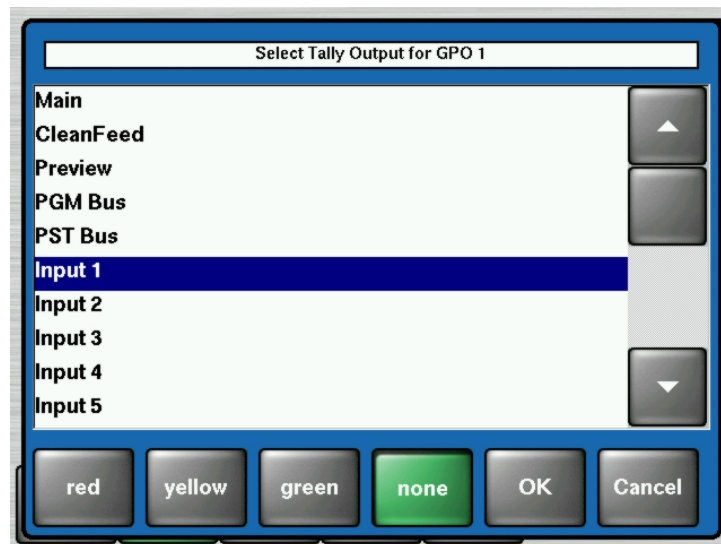 Select Tally Output for GPO 1
Main
CleanFeed
Preview
PGM Bus
PST Bus
Input 1
Input 2
Input 3
Input 4
Input 5
red yellow green none OK Cancel